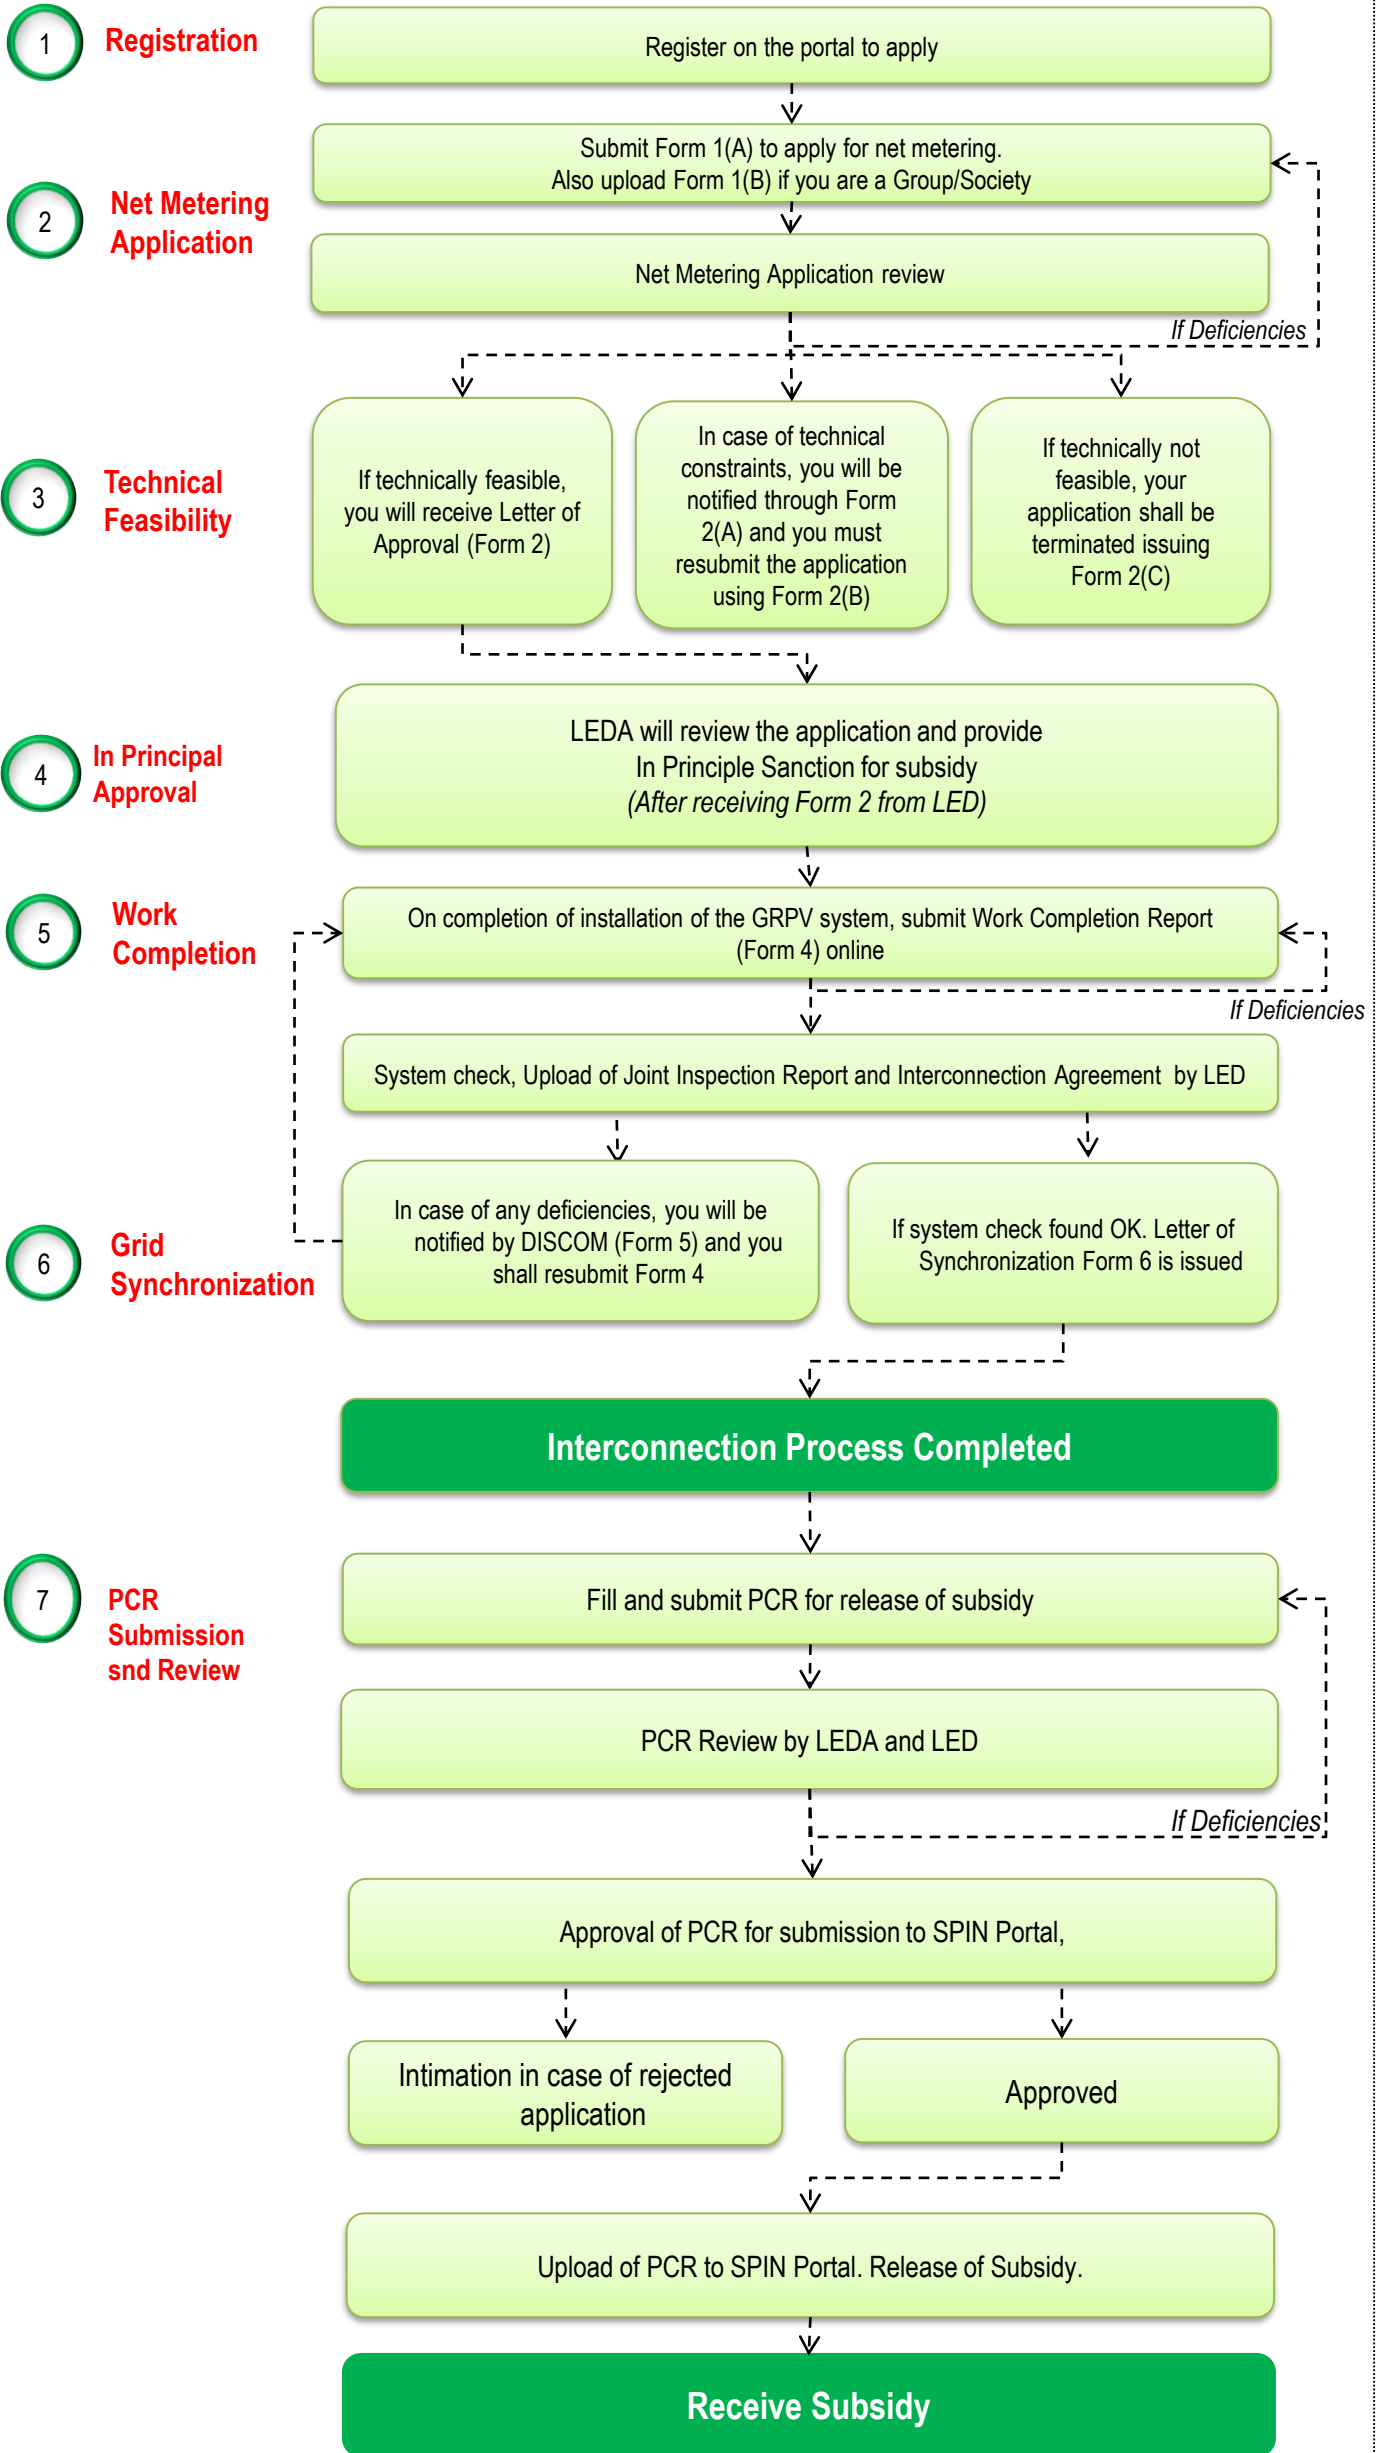 1
Registration
Register on the portal to apply
2
Net Metering
Application
Submit Form 1(A) to apply for net metering.
Also upload Form 1(B) if you are a Group/Society
Net Metering Application review
If Deficiencies
3
Technical
Feasibility
If technically feasible,
you will receive Letter of
Approval (Form 2)
In case of technical
constraints, you will be
notified through Form
2(A) and you must
resubmit the application
using Form 2(B)
If technically not
feasible, your
application shall be
terminated issuing
Form 2(C)
4
In Principal
Approval
LEDA will review the application and provide
In Principle Sanction for subsidy
(After receiving Form 2 from LED)
5
Work
Completion
On completion of installation of the GRPV system, submit Work Completion Report
(Form 4) online
If Deficiencies
System check, Upload of Joint Inspection Report and Interconnection Agreement by LED
6
Grid
Synchronization
In case of any deficiencies, you will be
notified by DISCOM (Form 5) and you
shall resubmit Form 4
If system check found OK. Letter of
Synchronization Form 6 is issued
Interconnection Process Completed
7
PCR
Submission
snd Review
Fill and submit PCR for release of subsidy
PCR Review by LEDA and LED
If Deficiencies
Approval of PCR for submission to SPIN Portal,
Intimation in case of rejected
application
Approved
Upload of PCR to SPIN Portal. Release of Subsidy.
Receive Subsidy